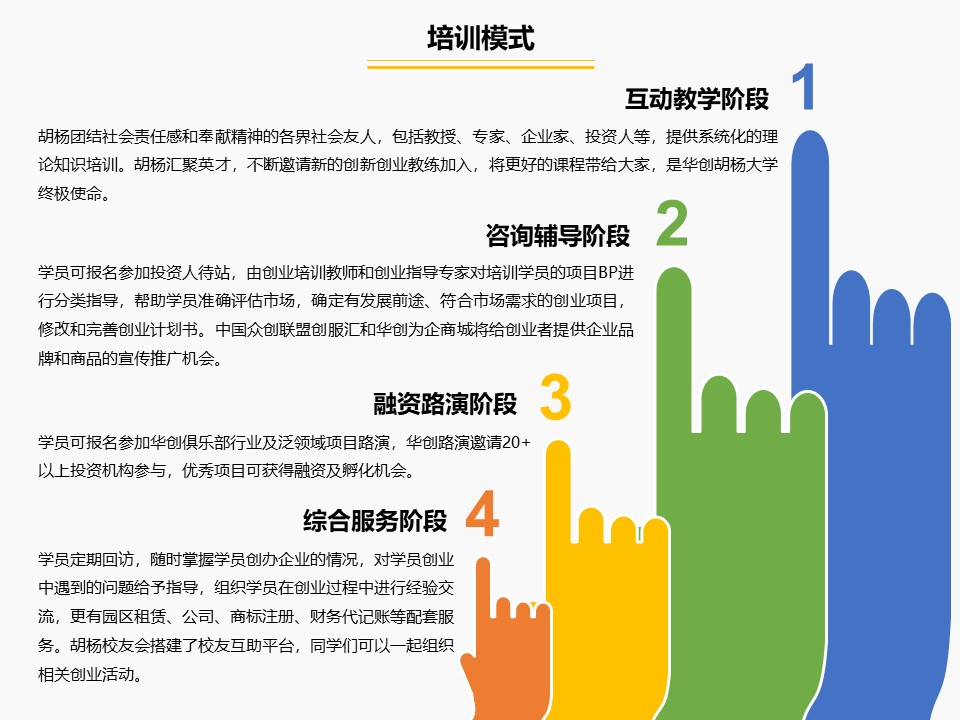 培训模式
1
互动教学阶段
胡杨团结社会责任感和奉献精神的各界社会友人，包括教授、专家、企业家、投资人等，提供系统化的理
论知识培训。胡杨汇聚英才，不断邀请新的创新创业教练加入，将更好的课程带给大家，是华创胡杨大学
终极使命。
2
咨询辅导阶段
学员可报名参加投资人待站，由创业培训教师和创业指导专家对培训学员的项目BP进
行分类指导，帮助学员准确评估市场，确定有发展前途、符合市场需求的创业项目，
修改和完善创业计划书。中国众创联盟创服汇和华创为企商城将给创业者提供企业品
牌和商品的宣传推广机会。
3
融资路演阶段
学员可报名参加华创俱乐部行业及泛领域项目路演，华创路演邀请20+
以上投资机构参与，优秀项目可获得融资及孵化机会。
4
综合服务阶段
学员定期回访，随时掌握学员创办企业的情况，对学员创业
中遇到的问题给予指导，组织学员在创业过程中进行经验交
流，更有园区租赁、公司、商标注册、财务代记账等配套服
务。胡杨校友会搭建了校友互助平台，同学们可以一起组织
相关创业活动。